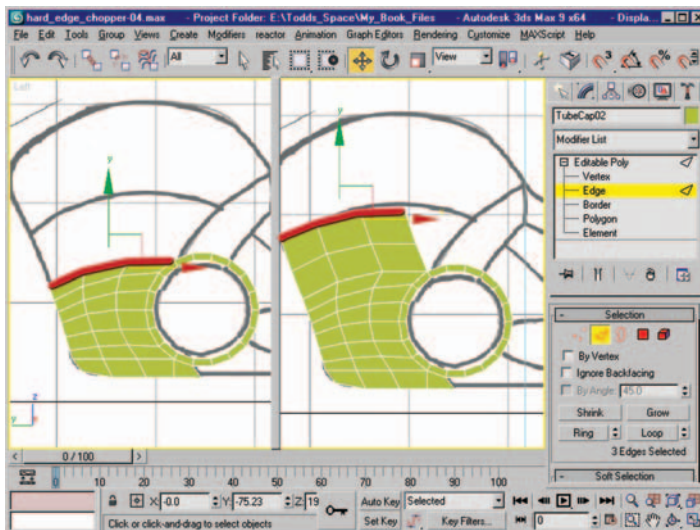 hard_edge_chopper-04.max - Project Folder: E:\Todds_Space\My_Book_Files - Autodesk 3ds Max 9 x64 - Displa...
File Edit Tools Group Views Create Modifiers reactor Animation Graph Editors Rendering Customize MAXScript Help
All
View
3
%
Left
y
y
TubeCap02
Modifier List
Editable Poly
Vertex
Edge
Border
Polygon
Element
- Selection
By Vertex
Ignore Backfacing
By Angle: 45.0
Shrink Grow
Ring Loop
3 Edges Selected
- Soft Selection
z
y
0 / 100
0 10 20 30 40 50 60 70 80 90 100
X: -0.0 Y: -75.23 Z: 19
Auto Key Selected
Click or click-and-drag to select objects
Set Key Key Filters... 0